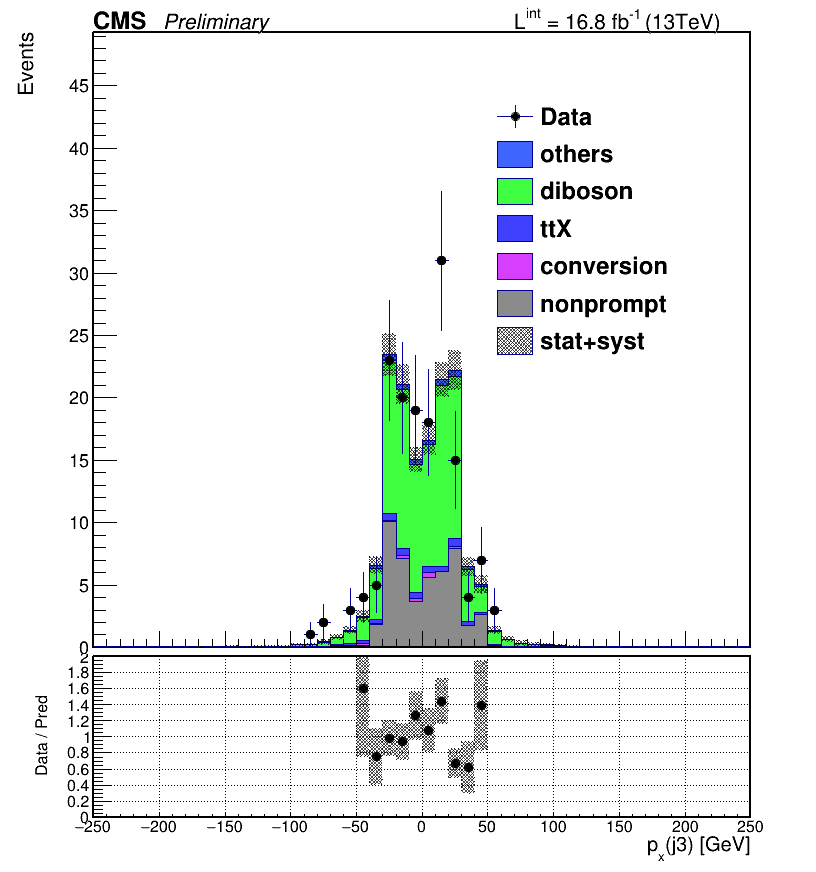 CMS Preliminary L^int = 16.8 fb^-1 (13TeV)
Events
45
40
35
30
25
20
15
10
5
0
Data
others
diboson
ttX
conversion
nonprompt
stat+syst
Data / Pred
2
1.8
1.6
1.4
1.2
1
0.8
0.6
0.4
0.2
0
−250 −200 −150 −100 −50 0 50 100 150 200 250
p_x(j3) [GeV]